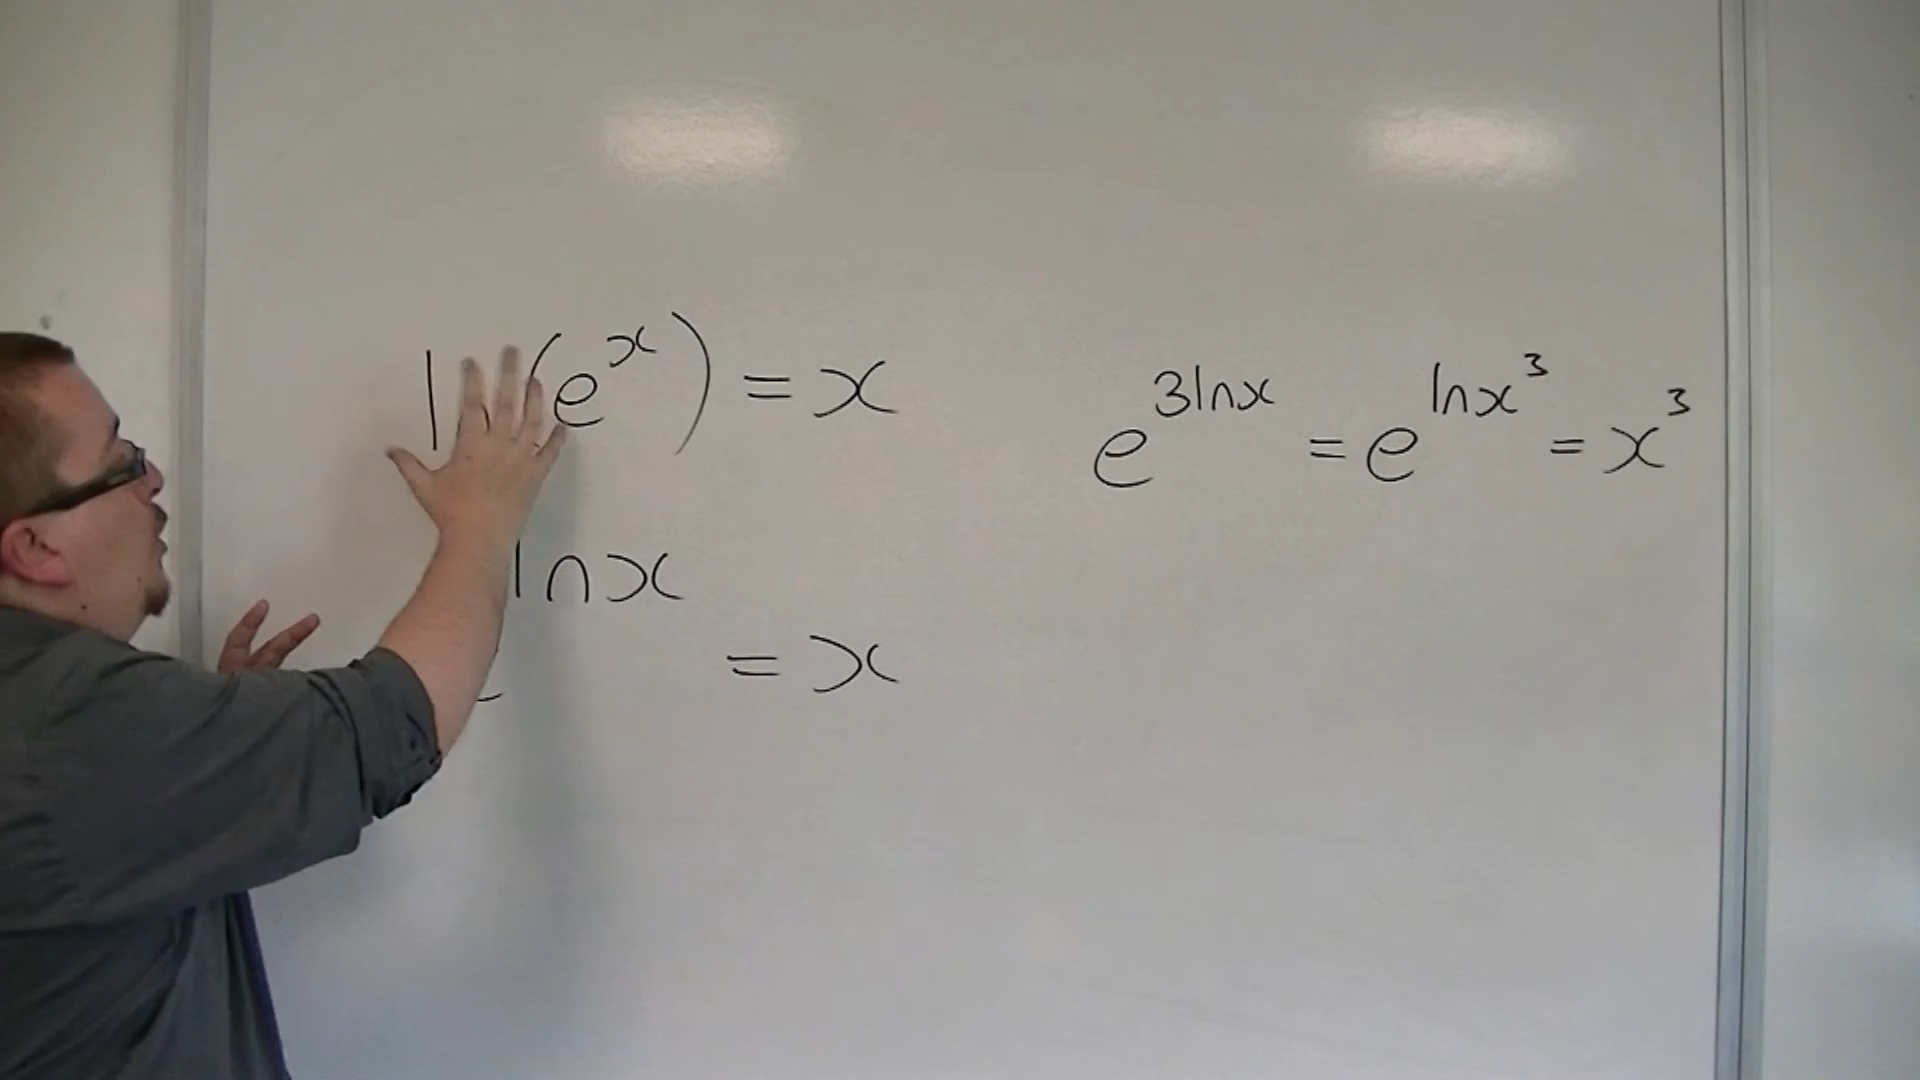 ln(e^x) = x
e^{3lnx} = e^{lnx^3} = x^3
e^{lnx} = x